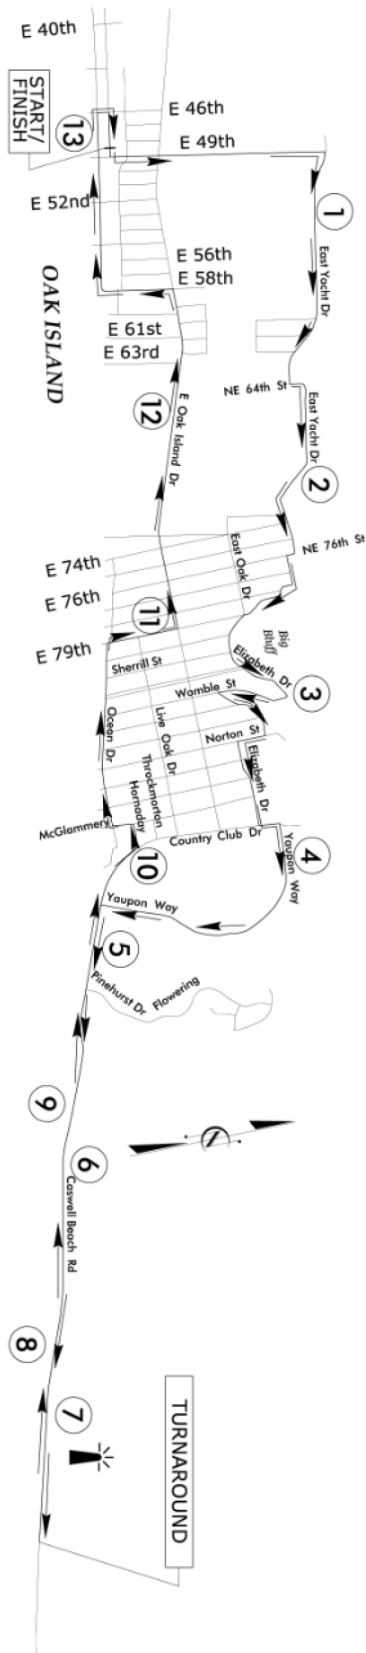 E 40th
START/
FINISH
13
E 46th
E 49th
E 52nd
1
East Yacht Dr
E 56th
E 58th
OAK ISLAND
E 61st
E 63rd
NE 64th St
East Yacht Dr
12
E Oak Island Dr
2
NE 76th St
East Oak Dr
E 74th
E 76th
11
E 79th
Big
Bluff
Elizabeth Dr
3
Sherrill St
Womble St
Norton St
Ocean Dr
Live Oak Dr
Elizabeth Dr
Throckmorton
Hornaday
McGlammery
Country Club Dr
10
4
Yaupon Way
Yaupon Way
5
Pinehurst Dr
Flowering
9
N
6
Caswell Beach Rd
8
7
TURNAROUND